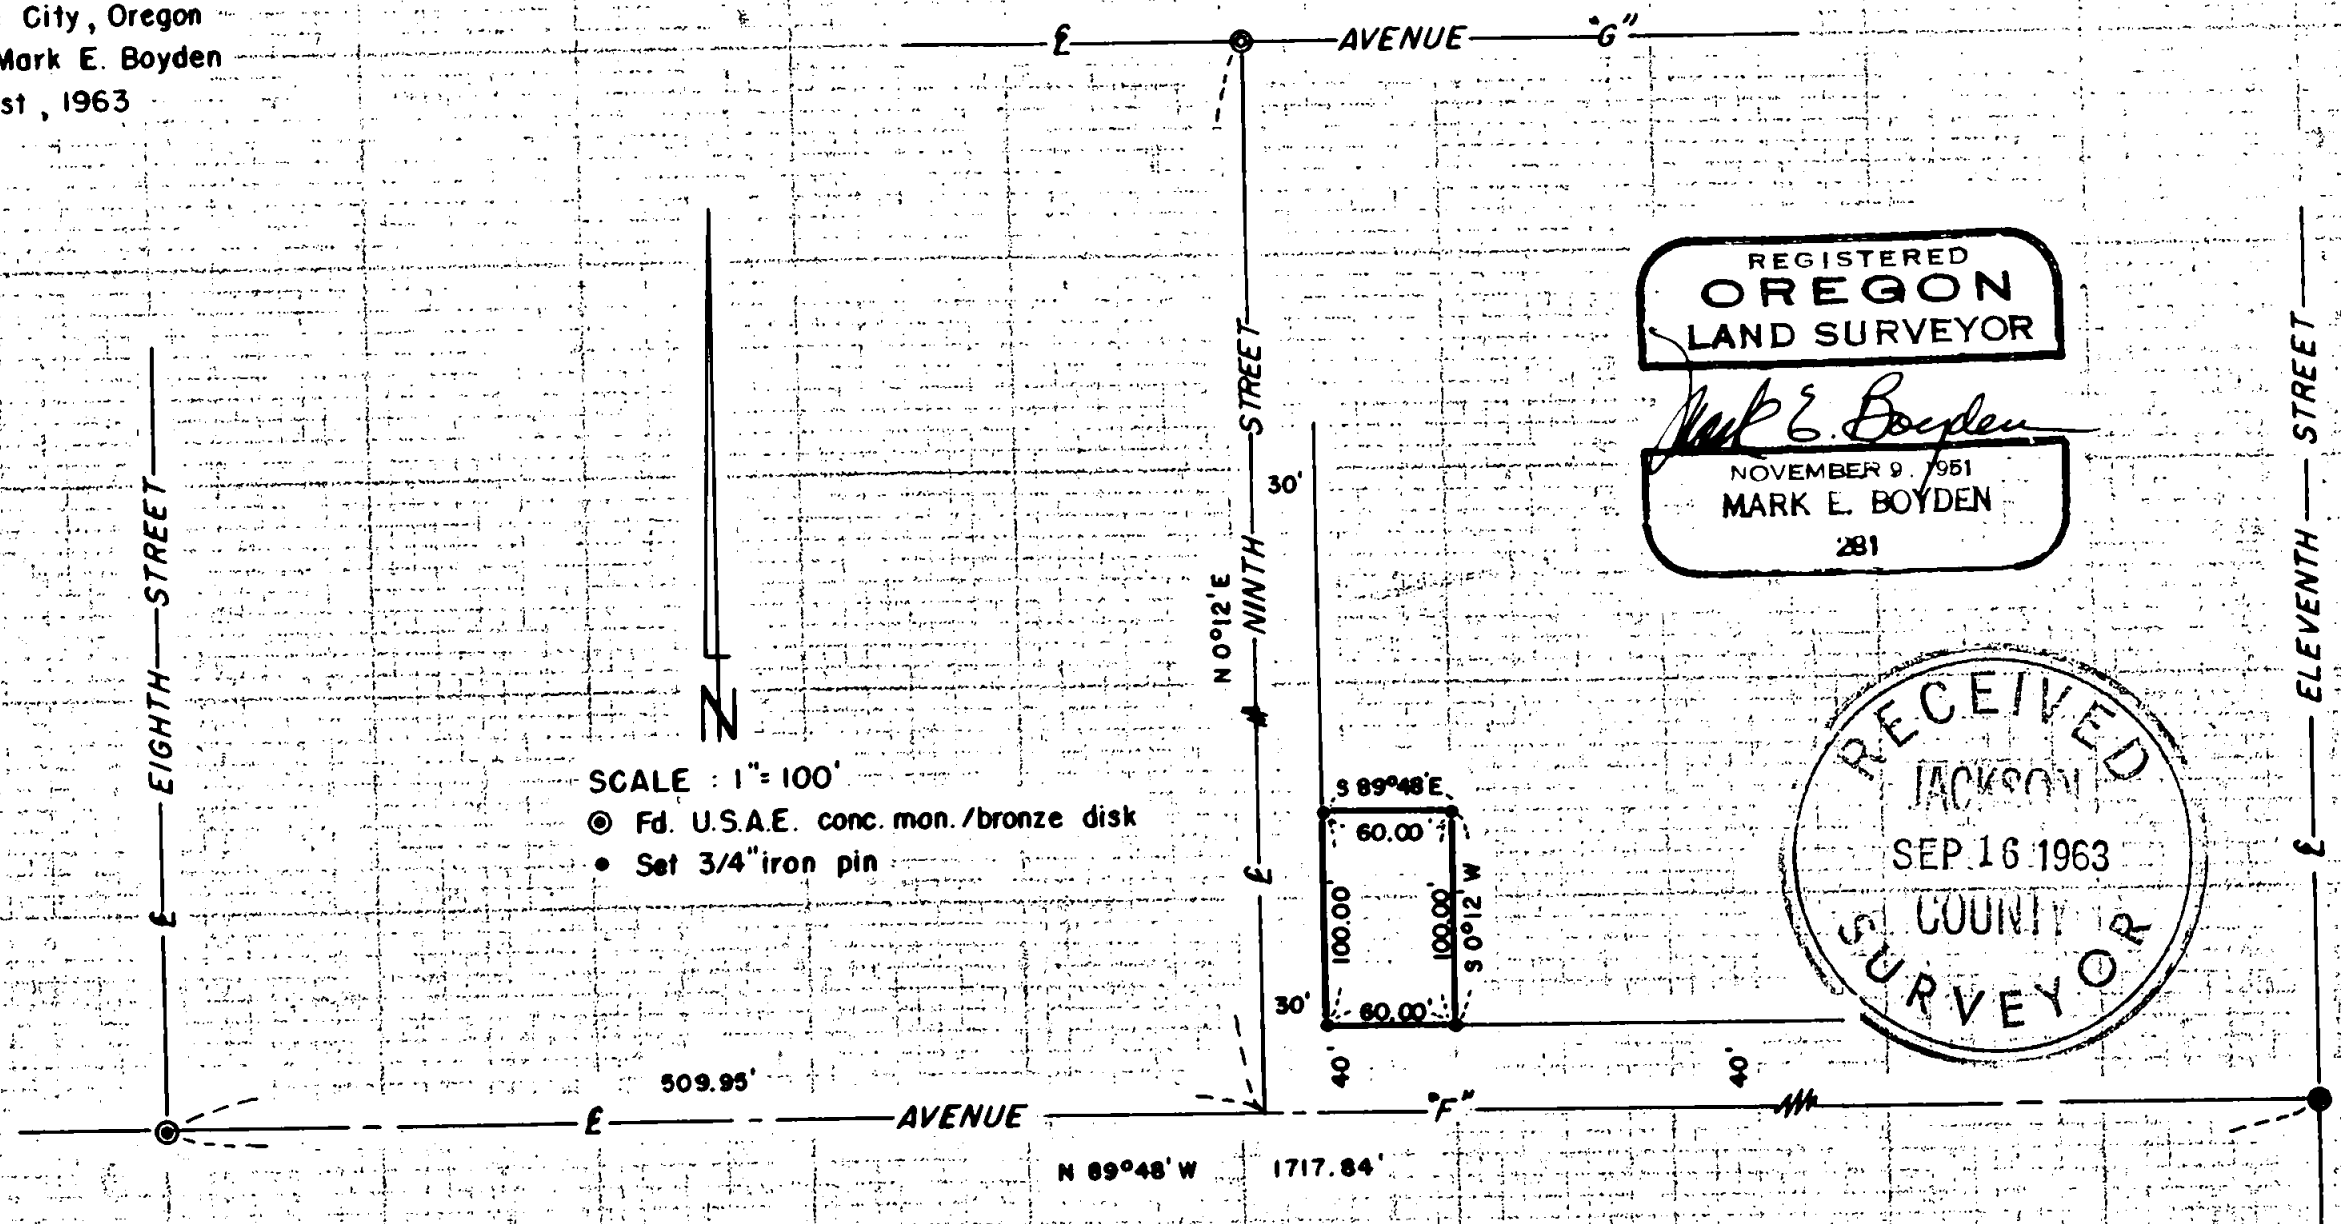 City, Oregon
Mark E. Boyden
st, 1963
℄ AVENUE "G"
REGISTERED
OREGON
LAND SURVEYOR
Mark E. Boyden
NOVEMBER 9, 1951
MARK E. BOYDEN
281
EIGHTH STREET
℄
N 0°12' E
NINTH STREET
℄
30'
ELEVENTH STREET
℄
N
SCALE : 1"= 100'
◎ Fd. U.S.A.E. conc. mon./bronze disk
● Set 3/4" iron pin
S 89°48' E
60.00'
100.00'
100.00'
S 0°12' W
30'
60.00'
40'
40'
RECEIVED
JACKSON
SEP 16 1963
COUNTY
SURVEYOR
509.95'
℄ AVENUE "F"
N 89°48' W 1717.84'